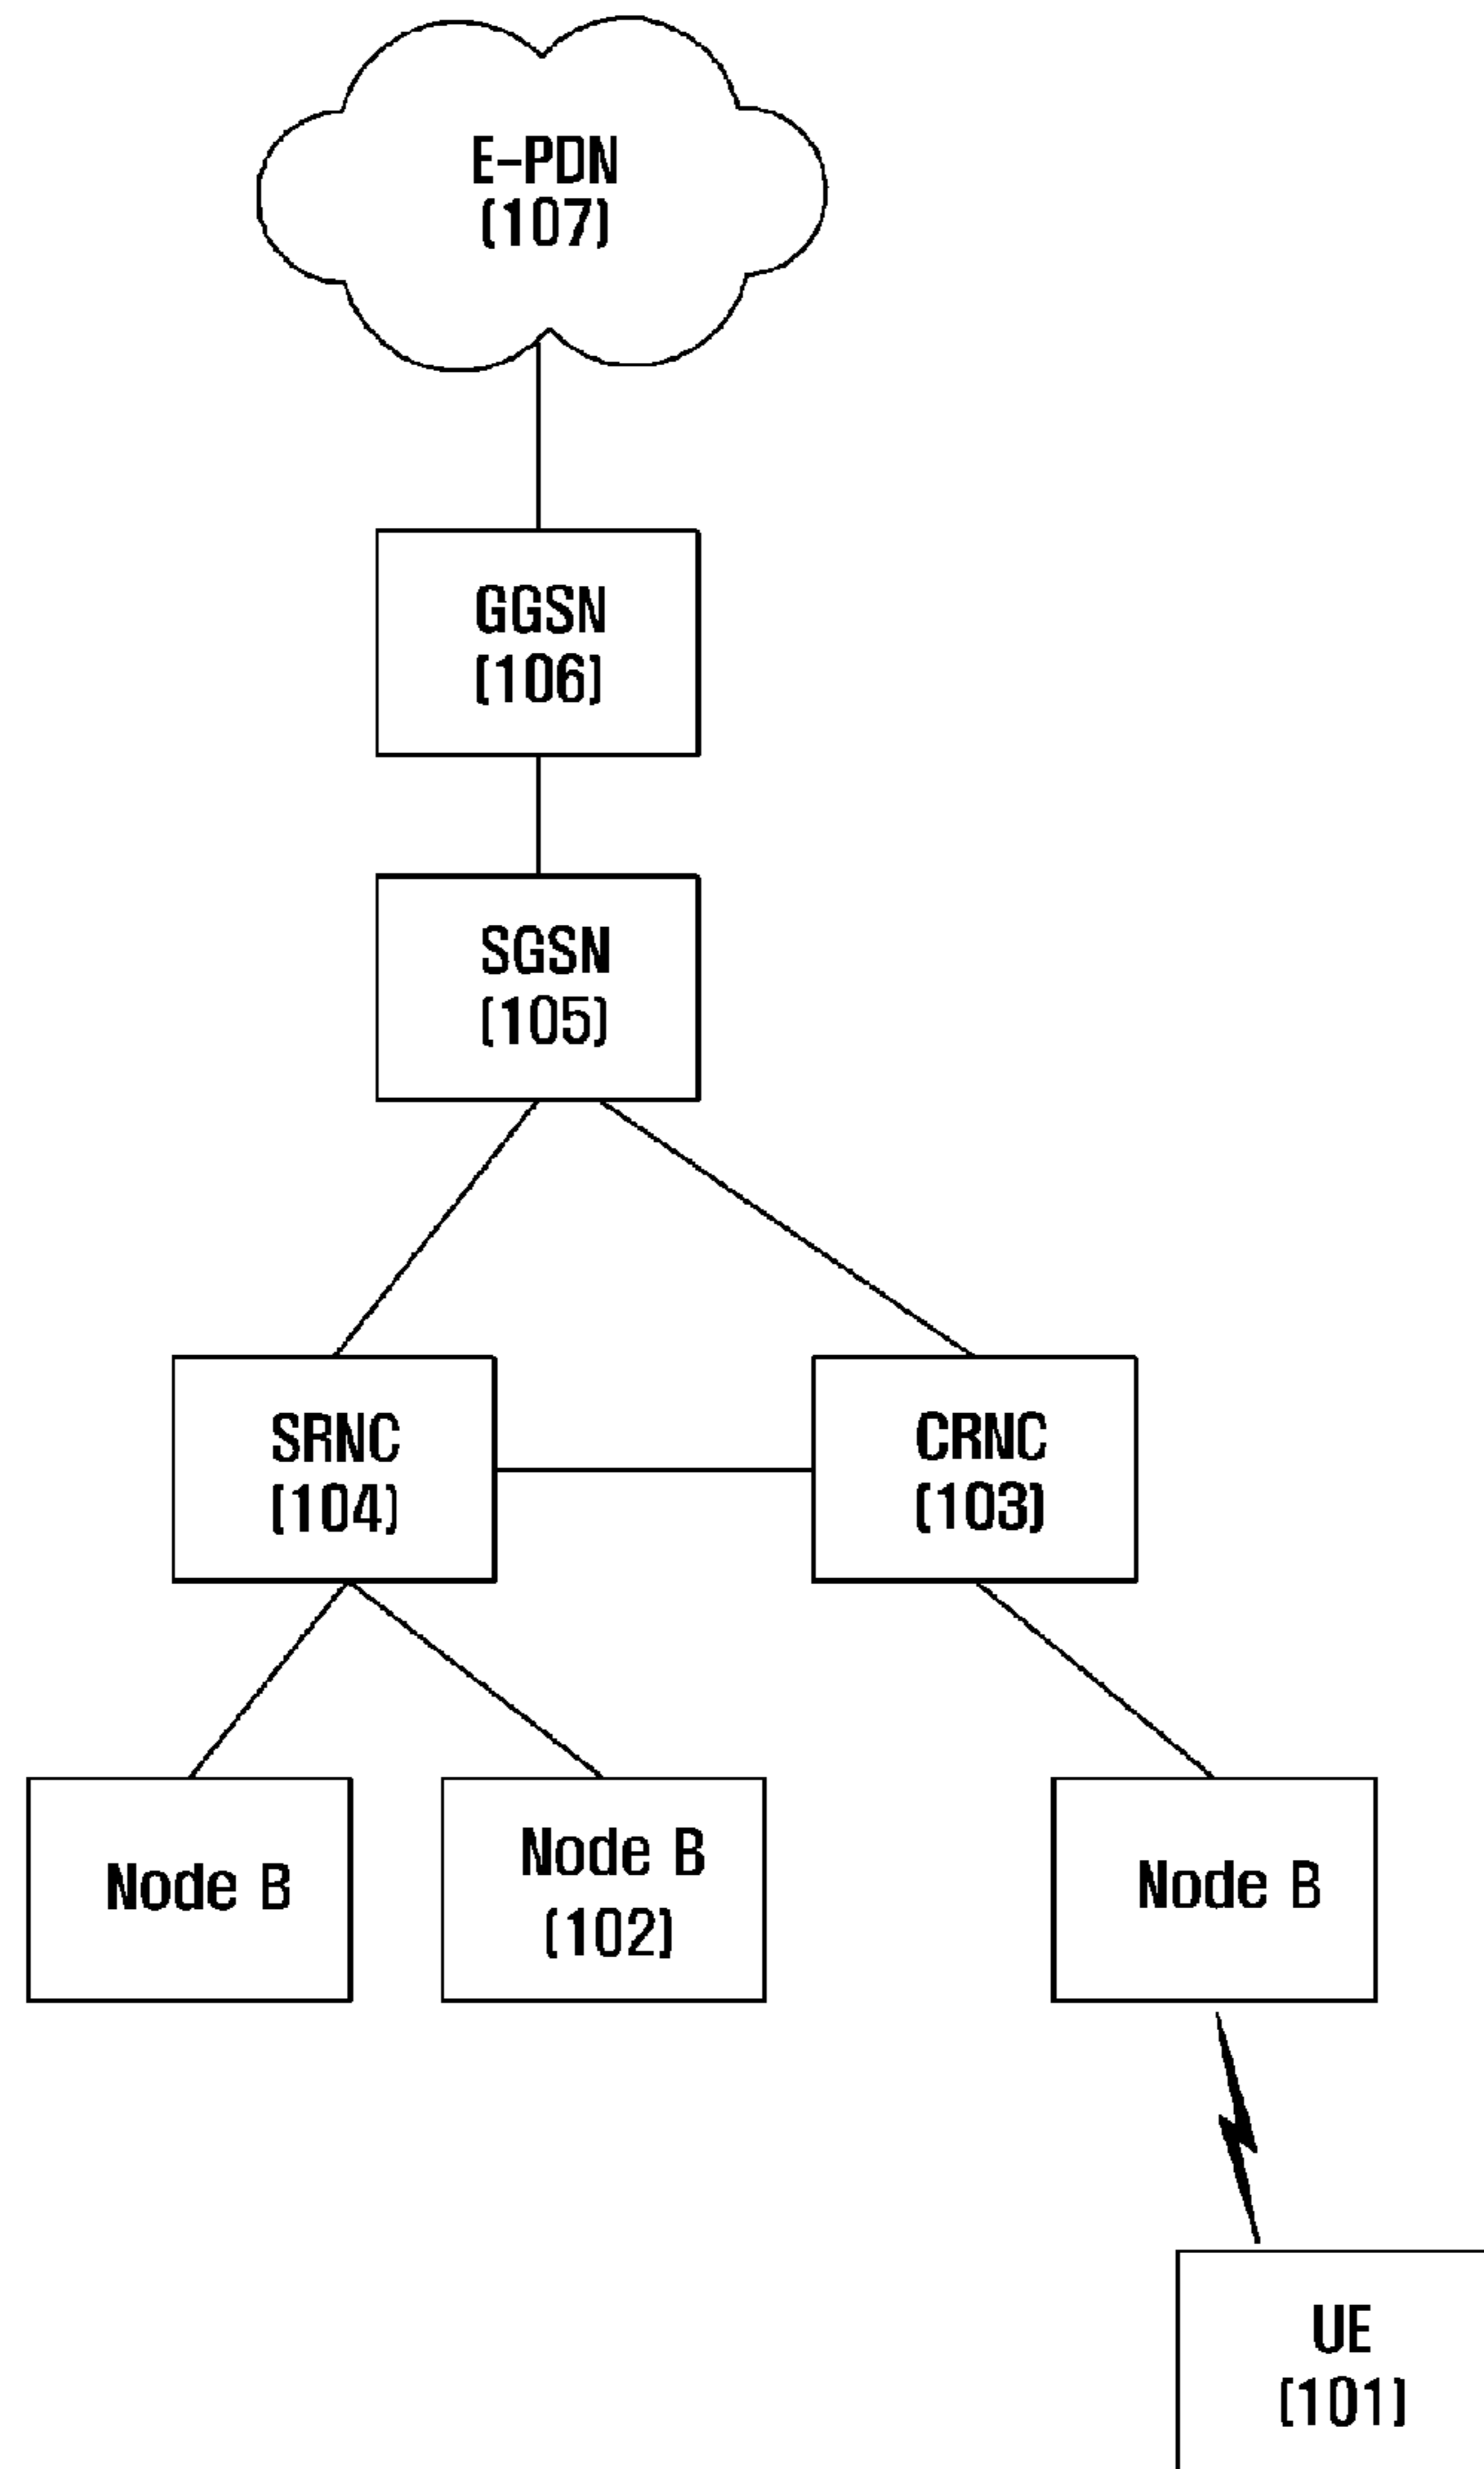 E-PDN
(107)
GGSN
(106)
SGSN
(105)
SRNC
(104)
CRNC
(103)
Node B
Node B
(102)
Node B
UE
(101)